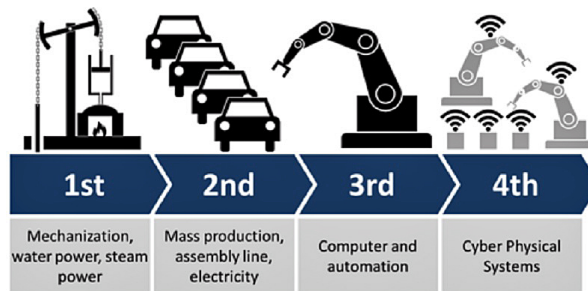 1st
2nd
3rd
4th
Mechanization,
water power, steam
power
Mass production,
assembly line,
electricity
Computer and
automation
Cyber Physical
Systems